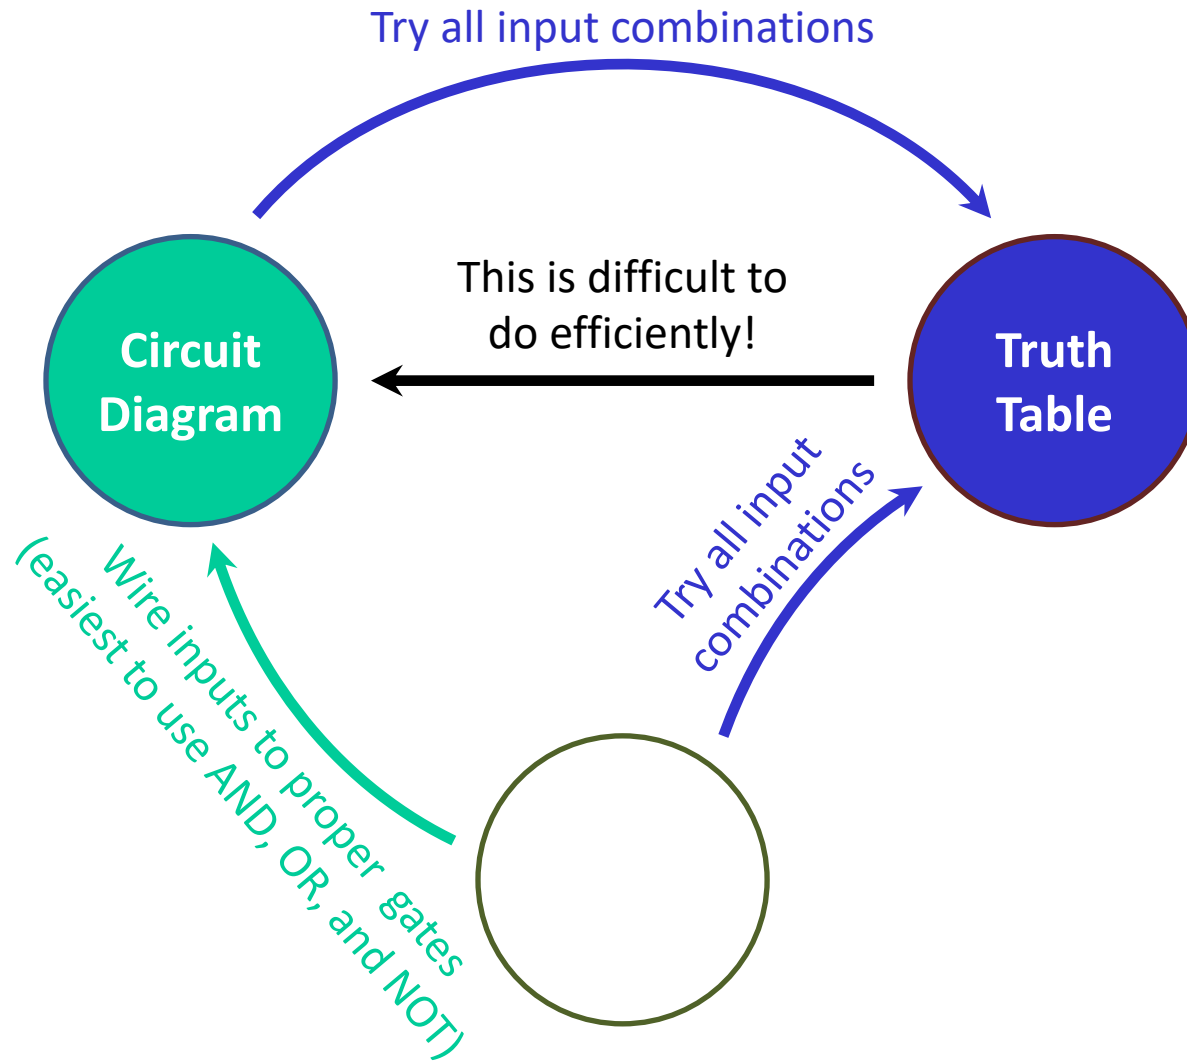 Try all input combinations
This is difficult to
do efficiently!
Circuit
Diagram
Truth
Table
Try all input
combinations
Wire inputs to proper gates
(easiest to use AND, OR, and NOT)